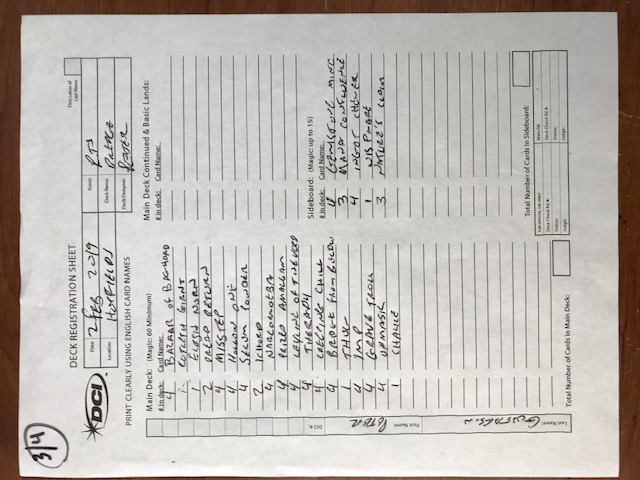 3/4
DECK REGISTRATION SHEET
First Letter of Last Name
DCI
Date: 2 FEB 2019
Event: PTS
Location: HOTFIELDS
Deck Name: DREDGE
Deck Designer: PETER
PRINT CLEARLY USING ENGLISH CARD NAMES
Main Deck: (Magic: 60 Minimum)
# in deck: Card Name:
4 BAZAAR OF BAGHDAD
1
1 ELESH NORN
2 DREAD RETURN
4 MISSTEP
4 HOLLOW ONE
4 SERUM POWDER
2 ICHORID
4 NARCOMOEBA
4 PRIZED AMALGAM
4 LEYLINE OF THE VOID
4 THERAPY
4 CREEPING CHILL
4 BRIDGE FROM BELOW
1 THUG
4 IMP
4 GRAVE TROLL
4 UNMASK
1 CHALICE
Total Number of Cards in Main Deck:
Main Deck Continued & Basic Lands:
# in deck: Card Name:
Sideboard: (Magic: up to 15)
# in deck: Card Name:
4 GEMSTONE MINE
3 MANA CONFLUENCE
4 INGOT CHEWER
1 WISPMARE
3 NATURE'S CLAIM
Total Number of Cards in Sideboard:
FOR OFFICIAL USE ONLY
Main/SB: /
Deck Check Rd #:
Deck Check Rd #:
Status:
Status:
Judge:
Judge:
DCI #:
First Name: PETER
Last Name: